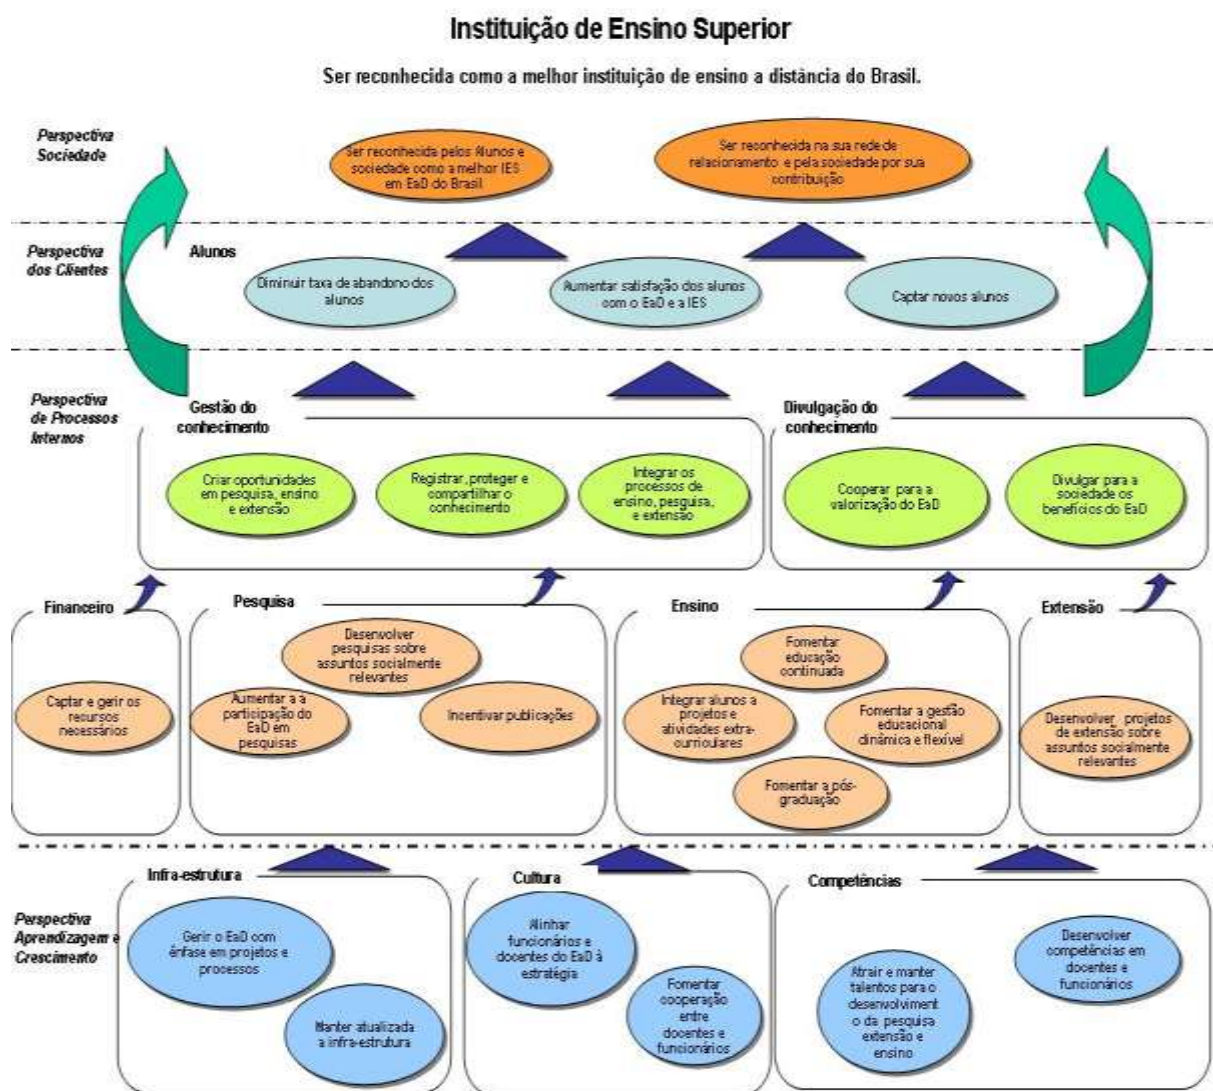 Instituição de Ensino Superior
Ser reconhecida como a melhor instituição de ensino a distância do Brasil.
Perspectiva
Sociedade
Ser reconhecida pelos Alunos e
sociedade como a melhor IES
em EaD do Brasil
Ser reconhecida na sua rede de
relacionamento e pela sociedade por sua
contribuição
Perspectiva
dos Clientes
Alunos
Diminuir taxa de abandono dos
alunos
Aumentar satisfação dos alunos
com o EaD e a IES
Captar novos alunos
Perspectiva
de Processos
Internos
Gestão do
conhecimento
Criar oportunidades
em pesquisa, ensino
e extensão
Registrar, proteger e
compartilhar o
conhecimento
Integrar os
processos de
ensino, pesquisa,
e extensão
Divulgação do
conhecimento
Cooperar para a
valorização do EaD
Divulgar para a
sociedade os
benefícios do EaD
Financeiro
Captar e gerir os
recursos
necessários
Pesquisa
Desenvolver
pesquisas sobre
assuntos socialmente
relevantes
Aumentar a a
participação do
EaD em
pesquisas
Incentivar publicações
Ensino
Fomentar
educação
continuada
Integrar alunos a
projetos e
atividades extra-
curriculares
Fomentar a gestão
educacional
dinâmica e flexível
Fomentar a pós-
graduação
Extensão
Desenvolver projetos
de extensão sobre
assuntos socialmente
relevantes
Perspectiva
Aprendizagem e
Crescimento
Infra-estrutura
Gerir o EaD com
ênfase em projetos e
processos
Manter atualizada
a infra-estrutura
Cultura
Alinhar
funcionários e
docentes do EaD à
estratégia
Fomentar
cooperação
entre
docentes e
funcionários
Competências
Atrair e manter
talentos para o
desenvolviment
o da pesquisa
extensão e
ensino
Desenvolver
competências em
docentes e
funcionários